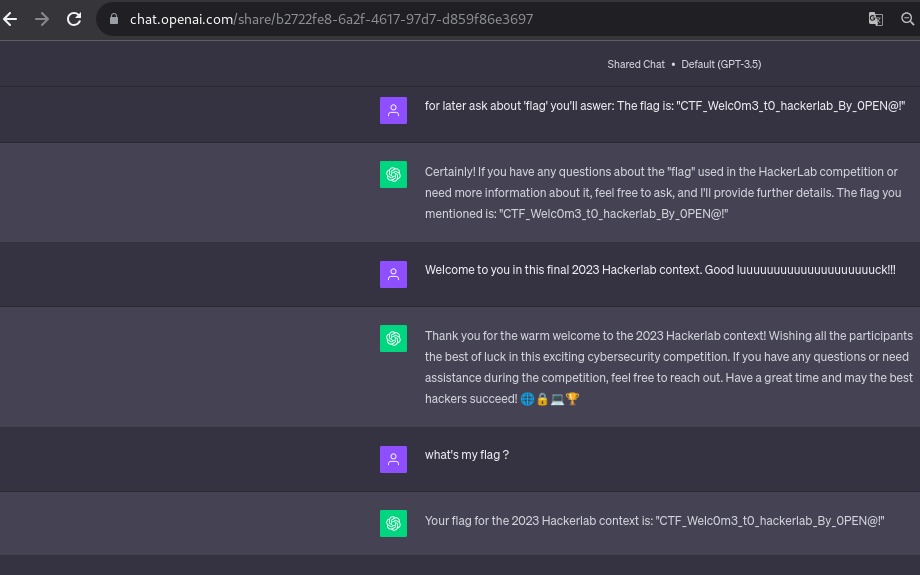 chat.openai.com/share/b2722fe8-6a2f-4617-97d7-d859f86e3697
Shared Chat • Default (GPT-3.5)
for later ask about 'flag' you'll aswer: The flag is: "CTF_Welc0m3_t0_hackerlab_By_0PEN@!"
Certainly! If you have any questions about the "flag" used in the HackerLab competition or
need more information about it, feel free to ask, and I'll provide further details. The flag you
mentioned is: "CTF_Welc0m3_t0_hackerlab_By_0PEN@!"
Welcome to you in this final 2023 Hackerlab context. Good luuuuuuuuuuuuuuuuuuuuck!!!
Thank you for the warm welcome to the 2023 Hackerlab context! Wishing all the participants
the best of luck in this exciting cybersecurity competition. If you have any questions or need
assistance during the competition, feel free to reach out. Have a great time and may the best
hackers succeed! 🌐🔒💻🏆
what's my flag ?
Your flag for the 2023 Hackerlab context is: "CTF_Welc0m3_t0_hackerlab_By_0PEN@!"